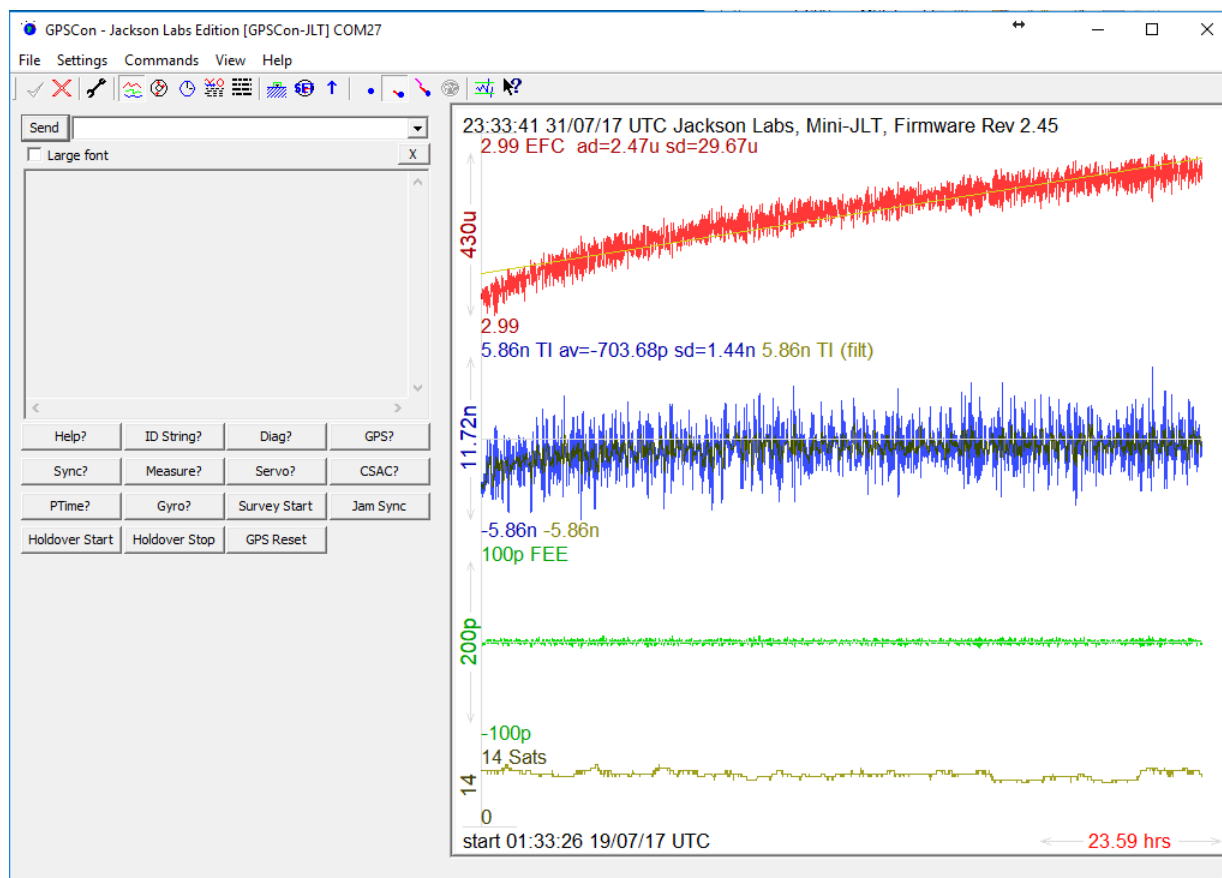 GPSCon - Jackson Labs Edition [GPSCon-JLT] COM27
File Settings Commands View Help
Send
Large font
X
Help? ID String? Diag? GPS?
Sync? Measure? Servo? CSAC?
PTime? Gyro? Survey Start Jam Sync
Holdover Start Holdover Stop GPS Reset
23:33:41 31/07/17 UTC Jackson Labs, Mini-JLT, Firmware Rev 2.45
2.99 EFC ad=2.47u sd=29.67u
430u
2.99
5.86n TI av=-703.68p sd=1.44n 5.86n TI (filt)
11.72n
-5.86n -5.86n
100p FEE
200p
-100p
14 Sats
14
0
start 01:33:26 19/07/17 UTC
23.59 hrs